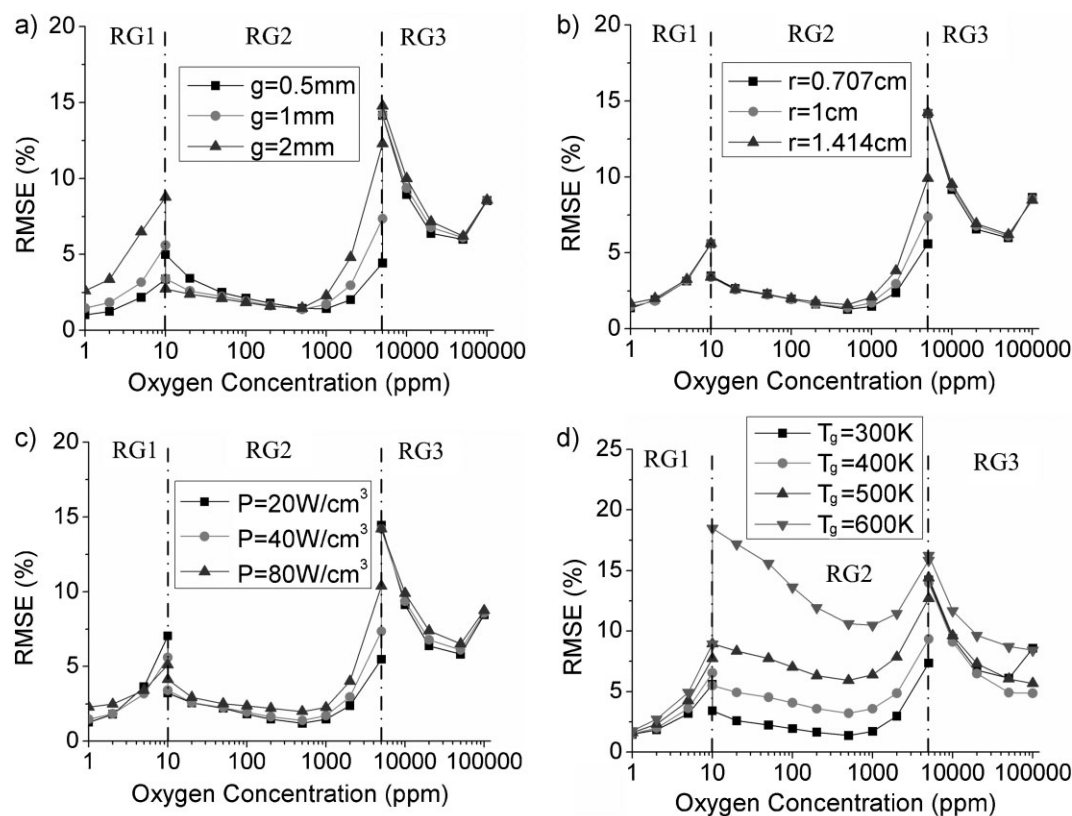 a)
RG1 RG2 RG3
g=0.5mm
g=1mm
g=2mm
RMSE (%)
20
15
10
5
0
1 10 100 1000 10000 100000
Oxygen Concentration (ppm)
b)
RG1 RG2 RG3
r=0.707cm
r=1cm
r=1.414cm
RMSE (%)
20
15
10
5
0
1 10 100 1000 10000 100000
Oxygen Concentration (ppm)
c)
RG1 RG2 RG3
P=20W/cm³
P=40W/cm³
P=80W/cm³
RMSE (%)
20
15
10
5
0
1 10 100 1000 10000 100000
Oxygen Concentration (ppm)
d)
Tg=300K
Tg=400K
Tg=500K
Tg=600K
RG1 RG2 RG3
RMSE (%)
25
20
15
10
5
0
1 10 100 1000 10000 100000
Oxygen Concentration (ppm)